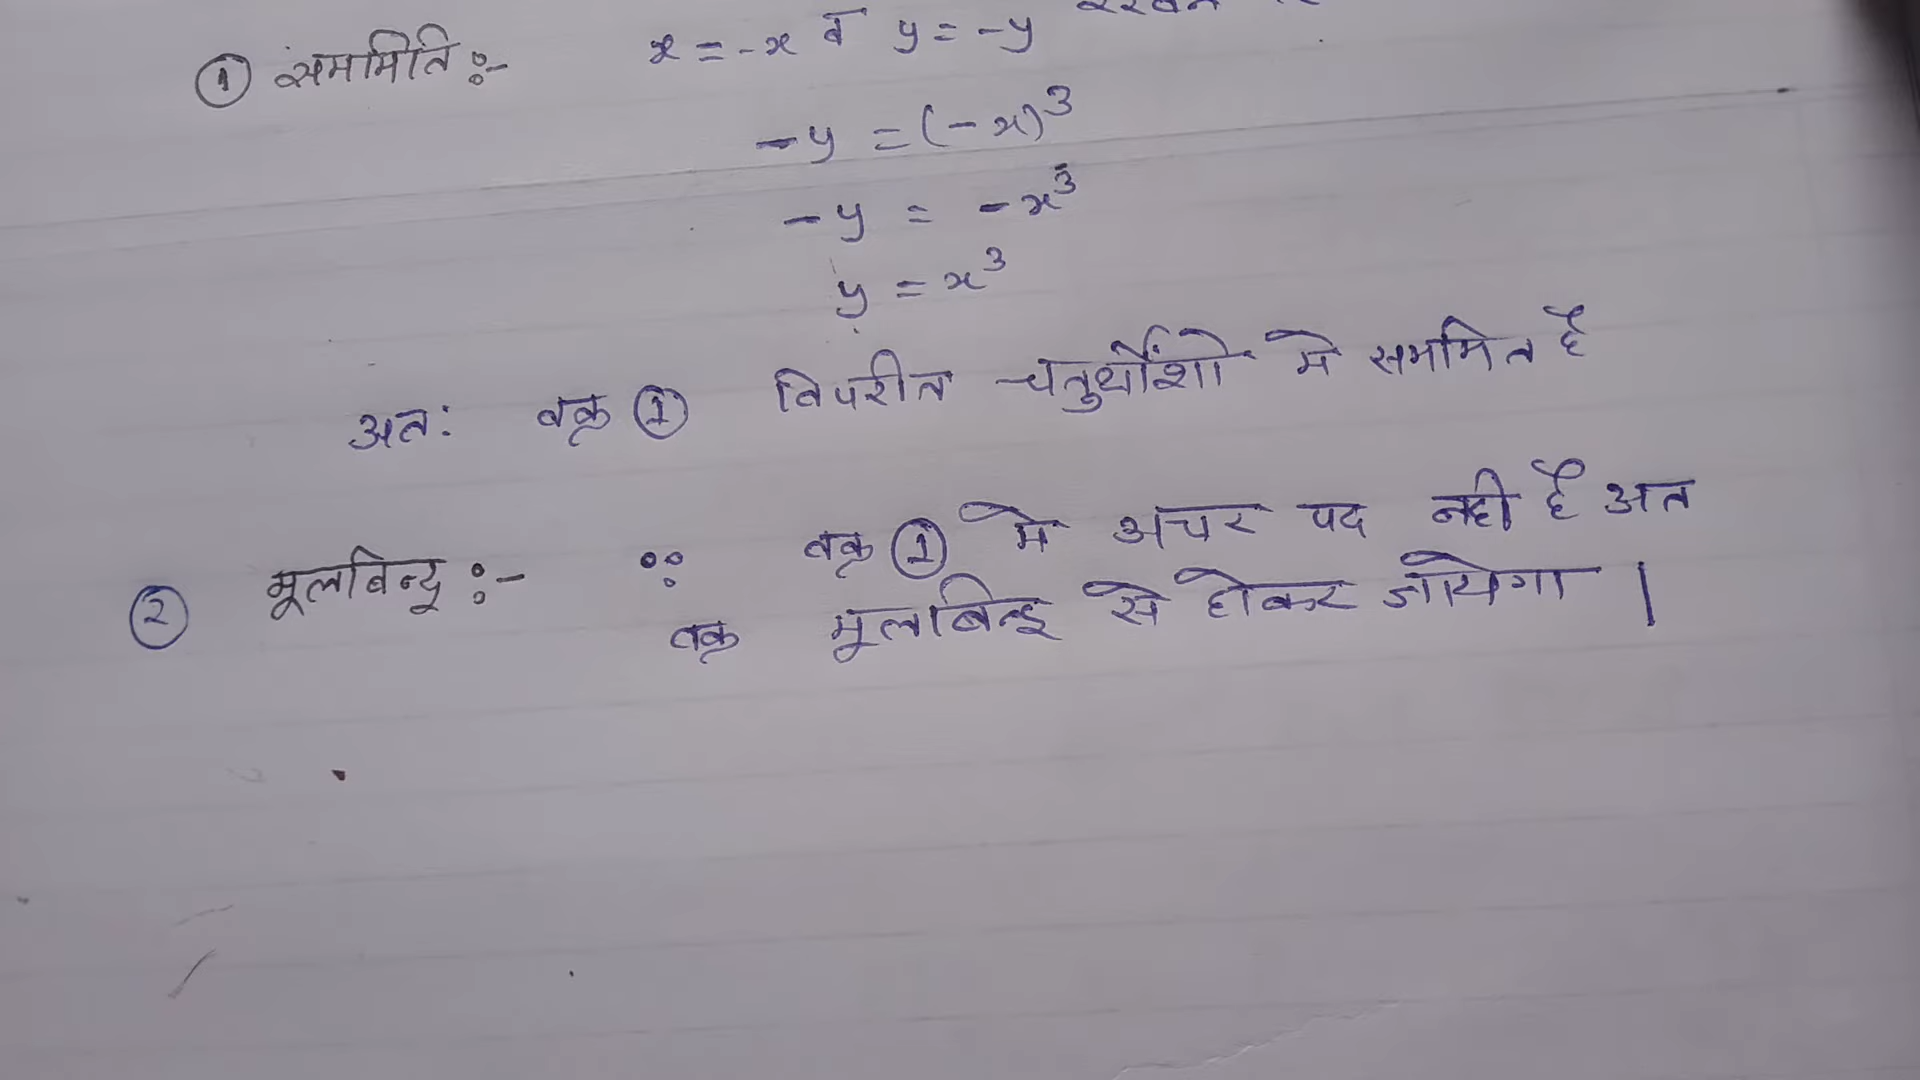 ① सममिति :- x = -x व y = -y
-y = (-x)³
-y = -x³
y = x³
अतः वक्र ① विपरीत चतुर्थांशो मे सममित है
② मूलबिन्दू :- ∵ वक्र ① मे अचर पद नही है अत
वक्र मूलबिन्दु से होकर जायेगा |